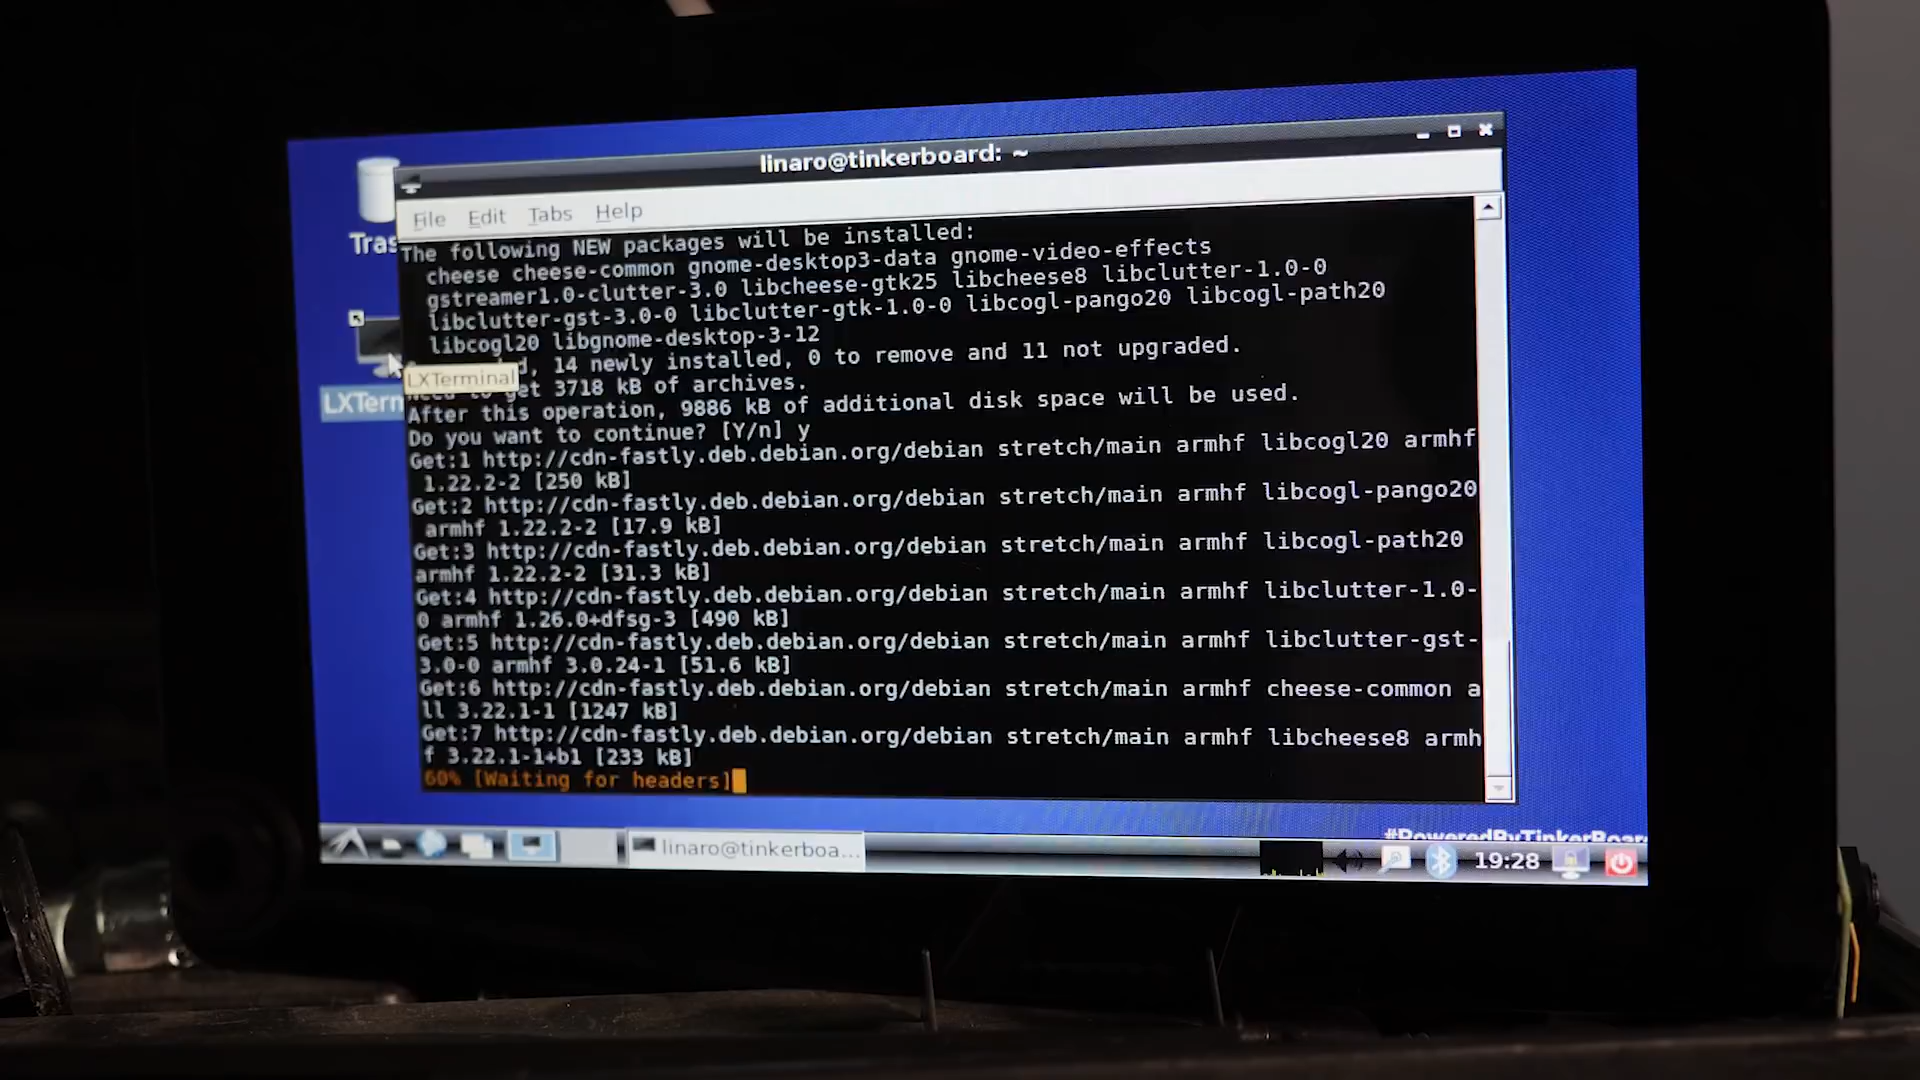 linaro@tinkerboard: ~
File Edit Tabs Help
Tras
The following NEW packages will be installed:
cheese cheese-common gnome-desktop3-data gnome-video-effects
gstreamer1.0-clutter-3.0 libcheese-gtk25 libcheese8 libclutter-1.0-0
libclutter-gst-3.0-0 libclutter-gtk-1.0-0 libcogl-pango20 libcogl-path20
libcogl20 libgnome-desktop-3-12
d, 14 newly installed, 0 to remove and 11 not upgraded.
LXTerminal
get 3718 kB of archives.
LXTerm
After this operation, 9886 kB of additional disk space will be used.
Do you want to continue? [Y/n] y
Get:1 http://cdn-fastly.deb.debian.org/debian stretch/main armhf libcogl20 armhf
1.22.2-2 [250 kB]
Get:2 http://cdn-fastly.deb.debian.org/debian stretch/main armhf libcogl-pango20
armhf 1.22.2-2 [17.9 kB]
Get:3 http://cdn-fastly.deb.debian.org/debian stretch/main armhf libcogl-path20
armhf 1.22.2-2 [31.3 kB]
Get:4 http://cdn-fastly.deb.debian.org/debian stretch/main armhf libclutter-1.0-
0 armhf 1.26.0+dfsg-3 [490 kB]
Get:5 http://cdn-fastly.deb.debian.org/debian stretch/main armhf libclutter-gst-
3.0-0 armhf 3.0.24-1 [51.6 kB]
Get:6 http://cdn-fastly.deb.debian.org/debian stretch/main armhf cheese-common a
ll 3.22.1-1 [1247 kB]
Get:7 http://cdn-fastly.deb.debian.org/debian stretch/main armhf libcheese8 armh
f 3.22.1-1+b1 [233 kB]
60% [Waiting for headers]
#PoweredByTinkerBoar
linaro@tinkerboa...
19:28